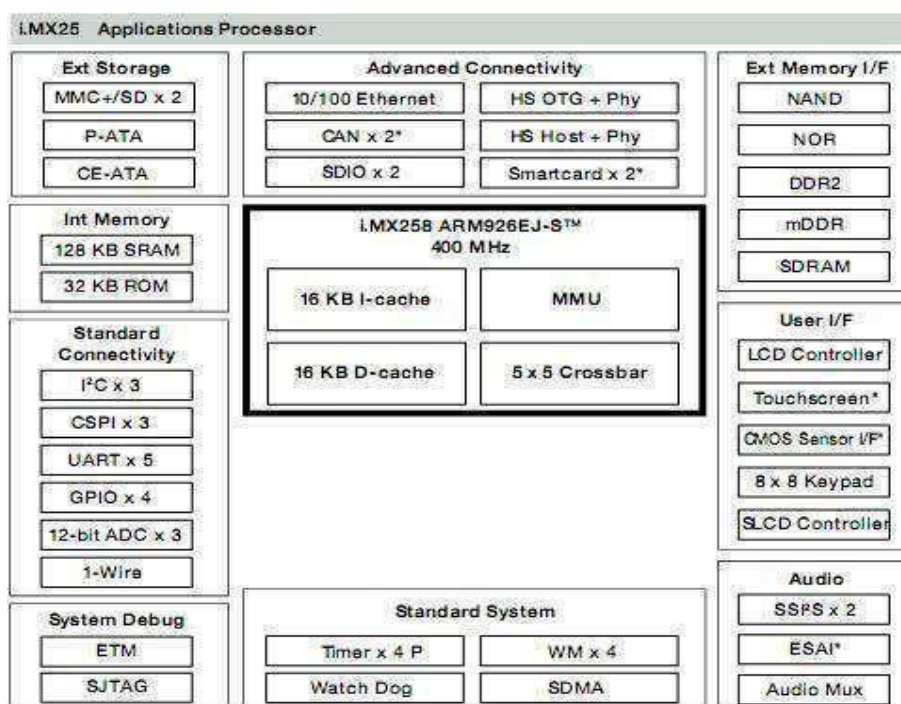 i.MX25 Applications Processor
Ext Storage
MMC+/SD x 2
P-ATA
CE-ATA
Int Memory
128 KB SRAM
32 KB ROM
Standard
Connectivity
I²C x 3
CSPI x 3
UART x 5
GPIO x 4
12-bit ADC x 3
1-Wire
System Debug
ETM
SJTAG
Advanced Connectivity
10/100 Ethernet
HS OTG + Phy
CAN x 2*
HS Host + Phy
SDIO x 2
Smartcard x 2*
i.MX258 ARM926EJ-S™
400 MHz
16 KB I-cache
MMU
16 KB D-cache
5 x 5 Crossbar
Standard System
Timer x 4 P
WM x 4
Watch Dog
SDMA
Ext Memory I/F
NAND
NOR
DDR2
mDDR
SDRAM
User I/F
LCD Controller
Touchscreen*
CMOS Sensor I/F*
8 x 8 Keypad
SLCD Controller
Audio
SSI²S x 2
ESAI*
Audio Mux